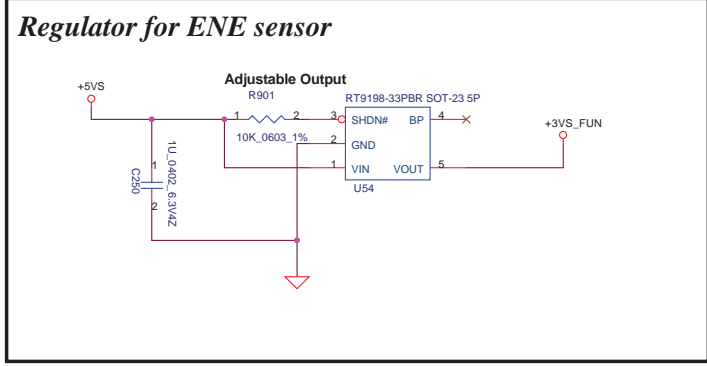 Regulator for ENE sensor
+5VS
Adjustable Output
R901
RT9198-33PBR SOT-23 5P
+3VS_FUN
1
2
3
SHDN#
BP
4
10K_0603_1%
2
GND
1
VIN
VOUT
5
U54
1
C250
1U_0402_6.3V4Z
2